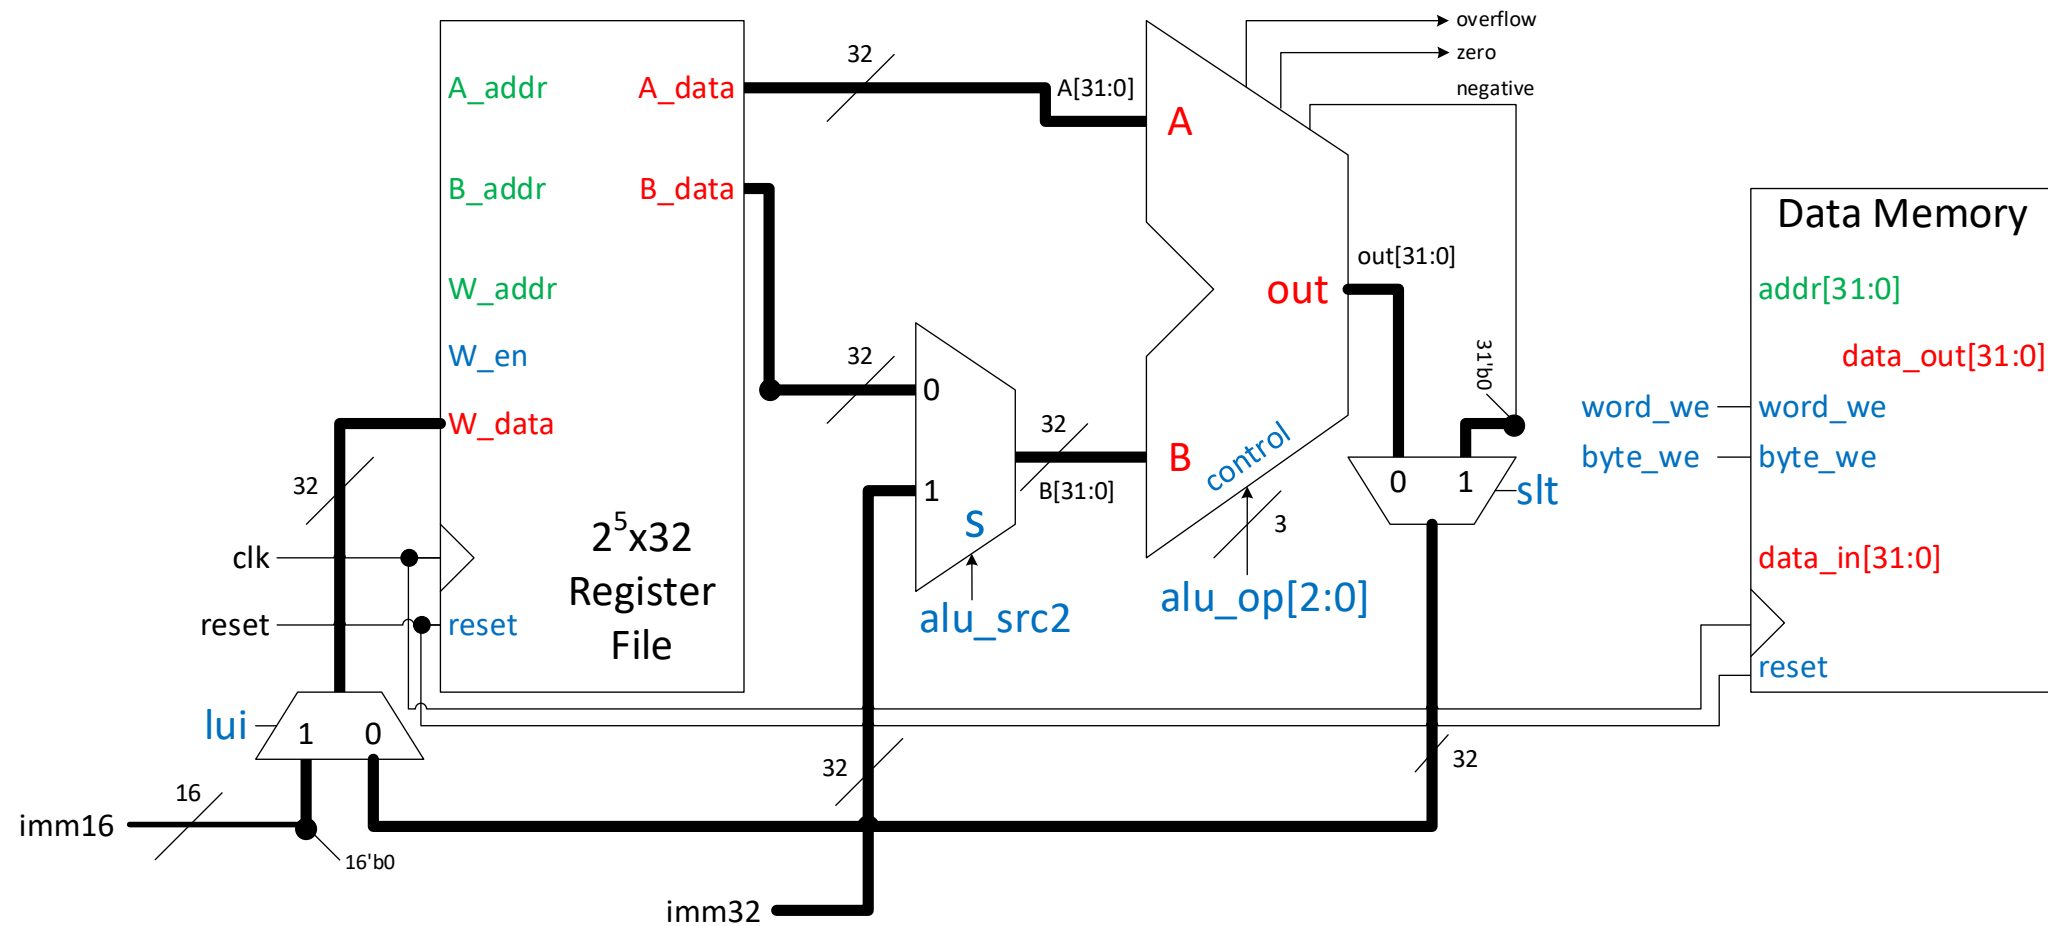 overflow
zero
negative
32
A_addr
A_data
A[31:0]
A
B_addr
B_data
Data Memory
W_addr
out[31:0]
out
addr[31:0]
W_en
32
31'b0
data_out[31:0]
0
word_we
word_we
W_data
32
control
B
byte_we
byte_we
32
1
B[31:0]
0
1
slt
s
3
2^5x32
Register
File
clk
data_in[31:0]
alu_src2
alu_op[2:0]
reset
reset
reset
lui
1
0
32
32
16
imm16
16'b0
imm32